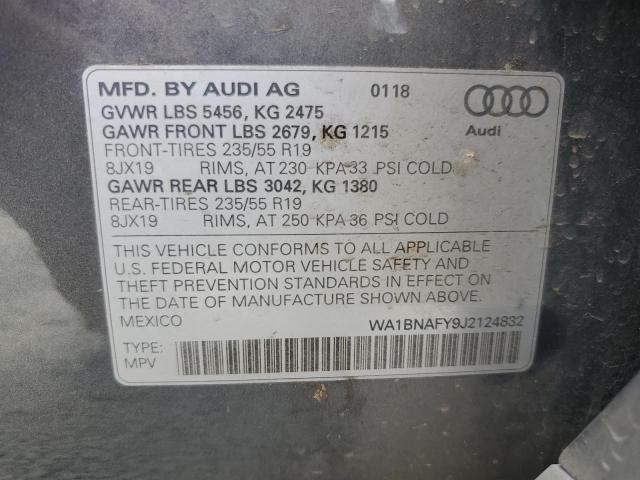 MFD. BY AUDI AG 0118
GVWR LBS 5456, KG 2475
GAWR FRONT LBS 2679, KG 1215
Audi
FRONT-TIRES 235/55 R19
8JX19 RIMS, AT 230 KPA 33 PSI COLD
GAWR REAR LBS 3042, KG 1380
REAR-TIRES 235/55 R19
8JX19 RIMS, AT 250 KPA 36 PSI COLD
THIS VEHICLE CONFORMS TO ALL APPLICABLE
U.S. FEDERAL MOTOR VEHICLE SAFETY AND
THEFT PREVENTION STANDARDS IN EFFECT ON
THE DATE OF MANUFACTURE SHOWN ABOVE.
MEXICO WA1BNAFY9J2124832
TYPE:
MPV